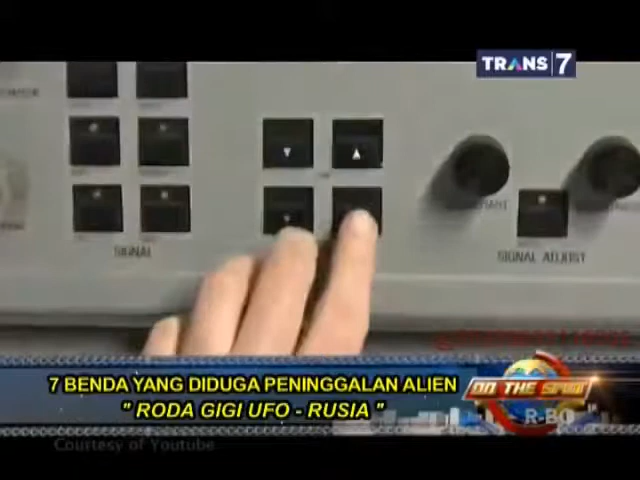 TRANS 7
SIGNAL
SIGNAL ADJUST
7 BENDA YANG DIDUGA PENINGGALAN ALIEN
" RODA GIGI UFO - RUSIA "
ON THE SPOT
R-BO
Courtesy of Youtube